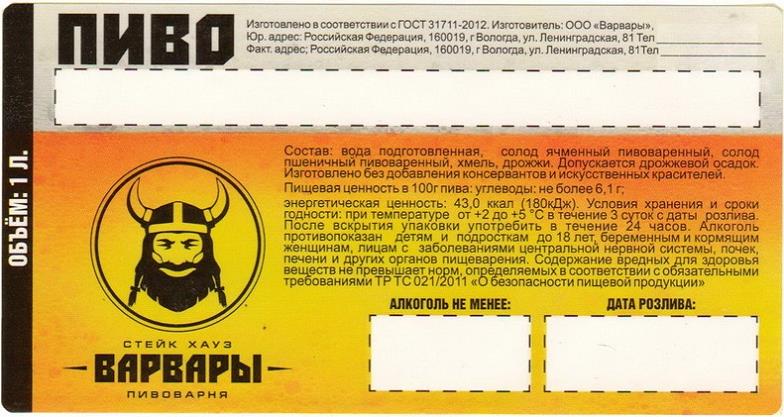 ПИВО
Изготовлено в соответствии с ГОСТ 31711-2012. Изготовитель: ООО «Варвары»,
Юр. адрес: Российская Федерация, 160019, г Вологда, ул. Ленинградская, 81 Тел
Факт. адрес; Российская Федерация, 160019, г Вологда, ул. Ленинградская, 81Тел
ОБЪЁМ: 1 Л.
Состав: вода подготовленная, солод ячменный пивоваренный, солод
пшеничный пивоваренный, хмель, дрожжи. Допускается дрожжевой осадок.
Изготовлено без добавления консервантов и искусственных красителей.
Пищевая ценность в 100г пива: углеводы: не более 6,1 г;
энергетическая ценность: 43,0 ккал (180кДж). Условия хранения и сроки
годности: при температуре от +2 до +5 °С в течение 3 суток с даты розлива.
После вскрытия упаковки употребить в течение 24 часов. Алкоголь
противопоказан детям и подросткам до 18 лет, беременным и кормящим
женщинам, лицам с заболеваниями центральной нервной системы, почек,
печени и других органов пищеварения. Содержание вредных для здоровья
веществ не превышает норм, определяемых в соответствии с обязательными
требованиями ТР ТС 021/2011 «О безопасности пищевой продукции»
АЛКОГОЛЬ НЕ МЕНЕЕ:
ДАТА РОЗЛИВА:
СТЕЙК ХАУЗ
ВАРВАРЫ
ПИВОВАРНЯ